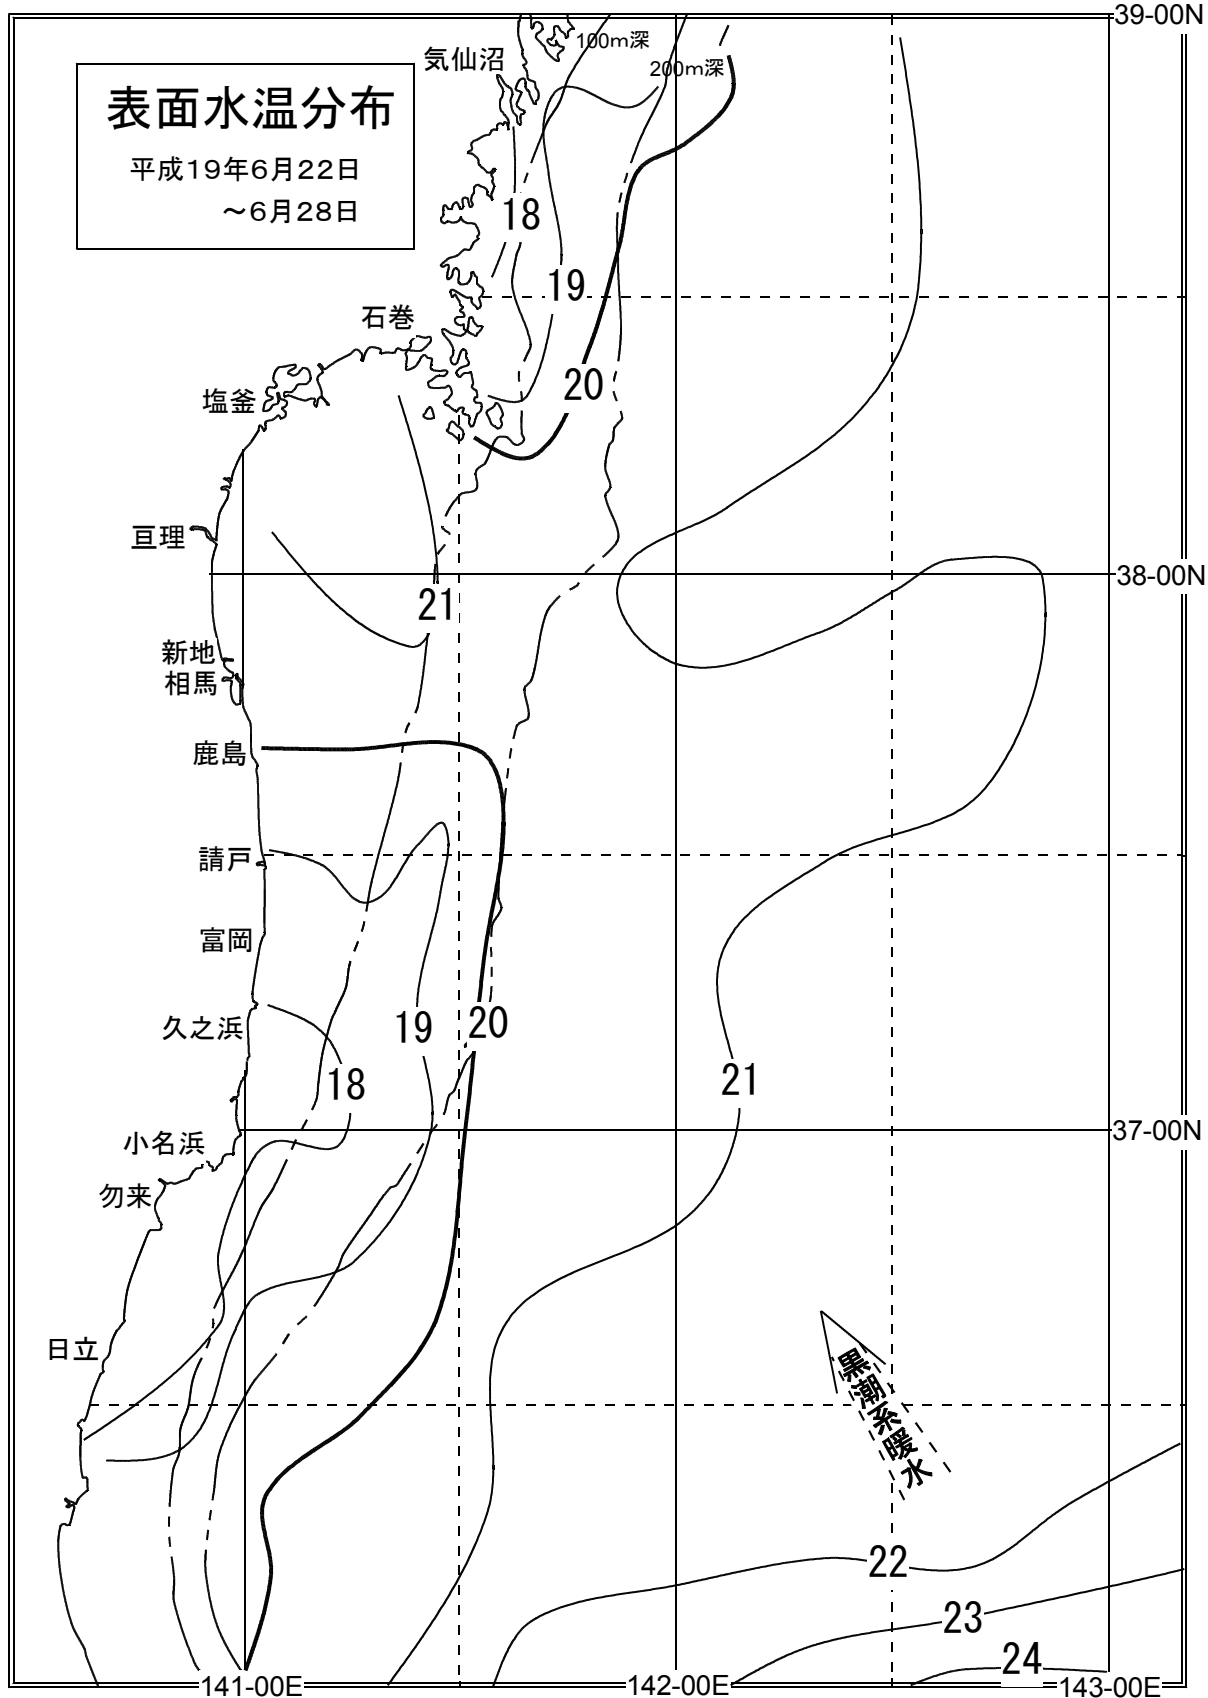 39-00N
100m深
気仙沼
200m深
表面水温分布
平成19年6月22日
～6月28日
18
19
石巻
20
塩釜
亘理
38-00N
21
新地
相馬
鹿島
請戸
富岡
久之浜
19
20
18
21
37-00N
小名浜
勿来
日立
黒潮系暖水
22
23
24
141-00E
142-00E
143-00E